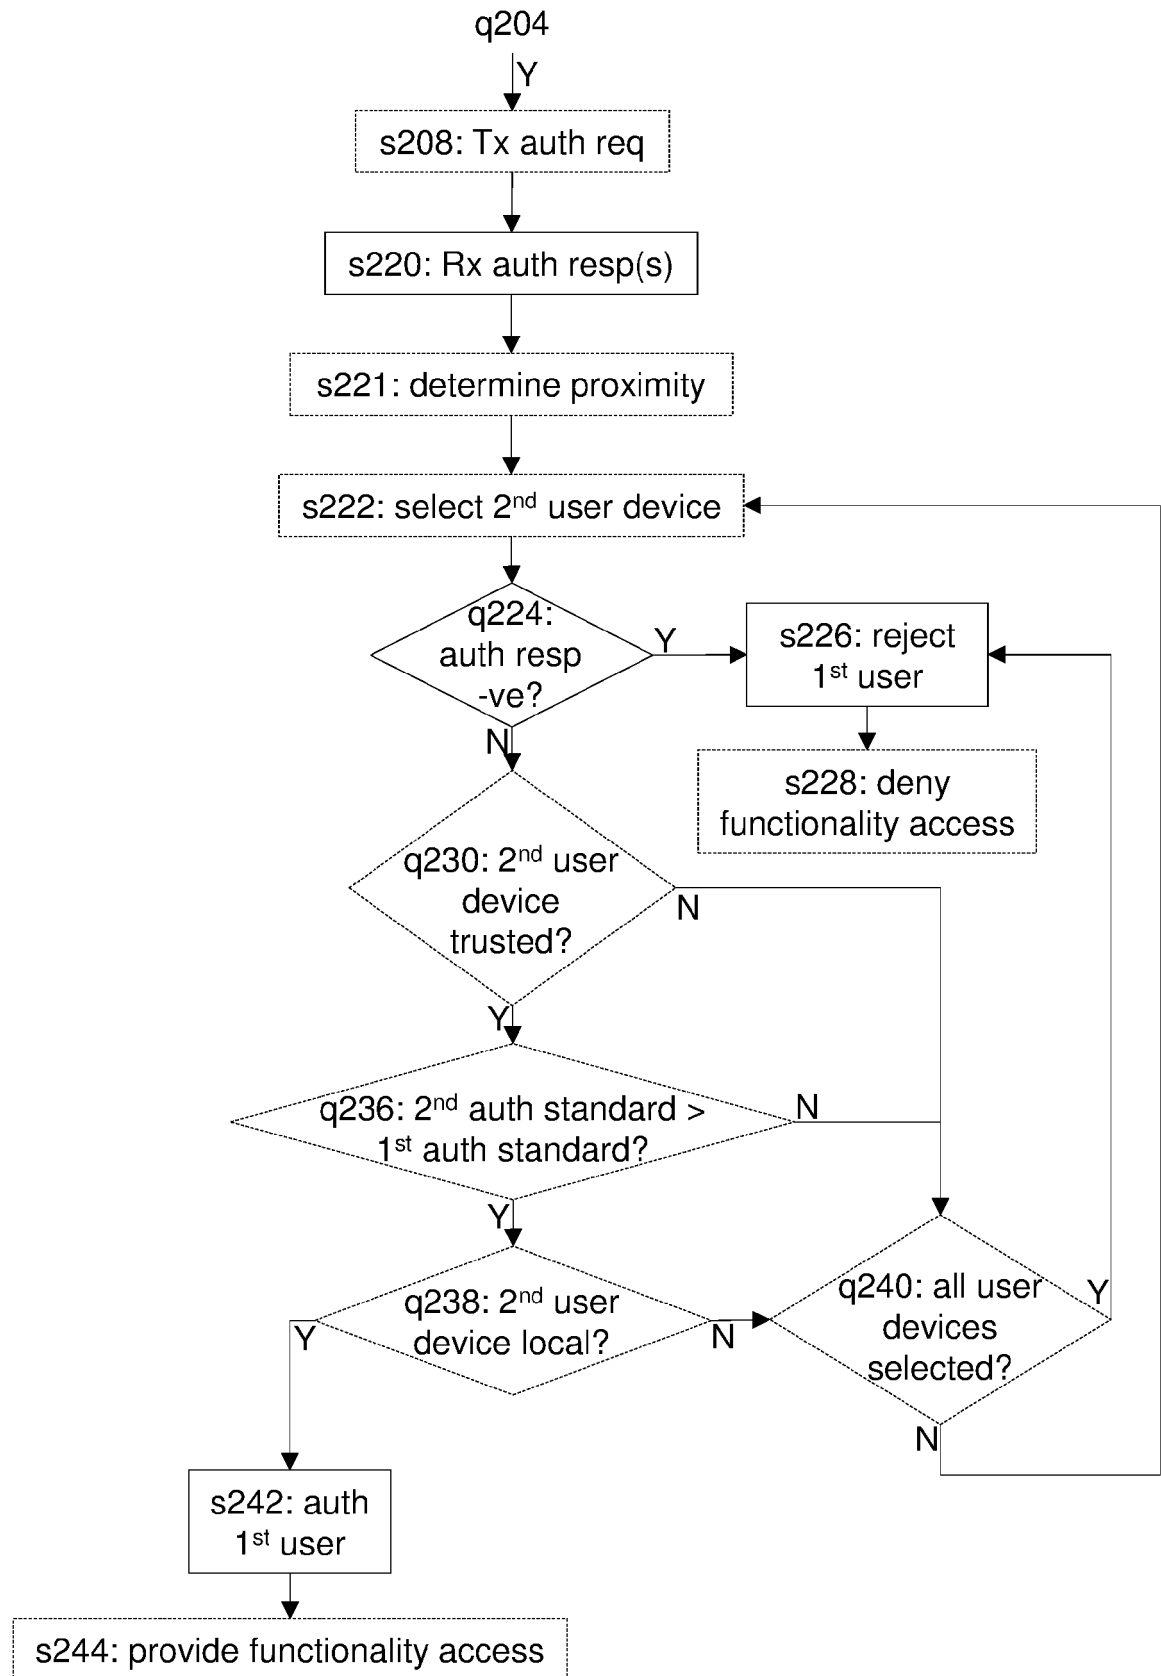 q204
Y
s208: Tx auth req
s220: Rx auth resp(s)
s221: determine proximity
s222: select 2nd user device
q224:
auth resp
-ve?
Y
N
s226: reject
1st user
s228: deny
functionality access
q230: 2nd user
device
trusted?
N
Y
q236: 2nd auth standard >
1st auth standard?
N
Y
q238: 2nd user
device local?
Y
N
q240: all user
devices
selected?
Y
N
s242: auth
1st user
s244: provide functionality access